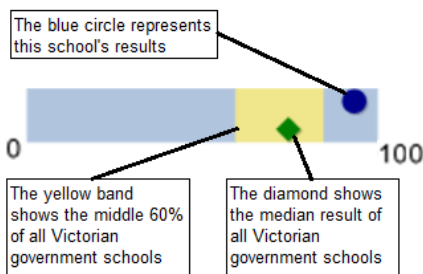 The blue circle represents
this school's results
0
100
The yellow band
shows the middle 60%
of all Victorian
government schools
The diamond shows
the median result of
all Victorian
government schools